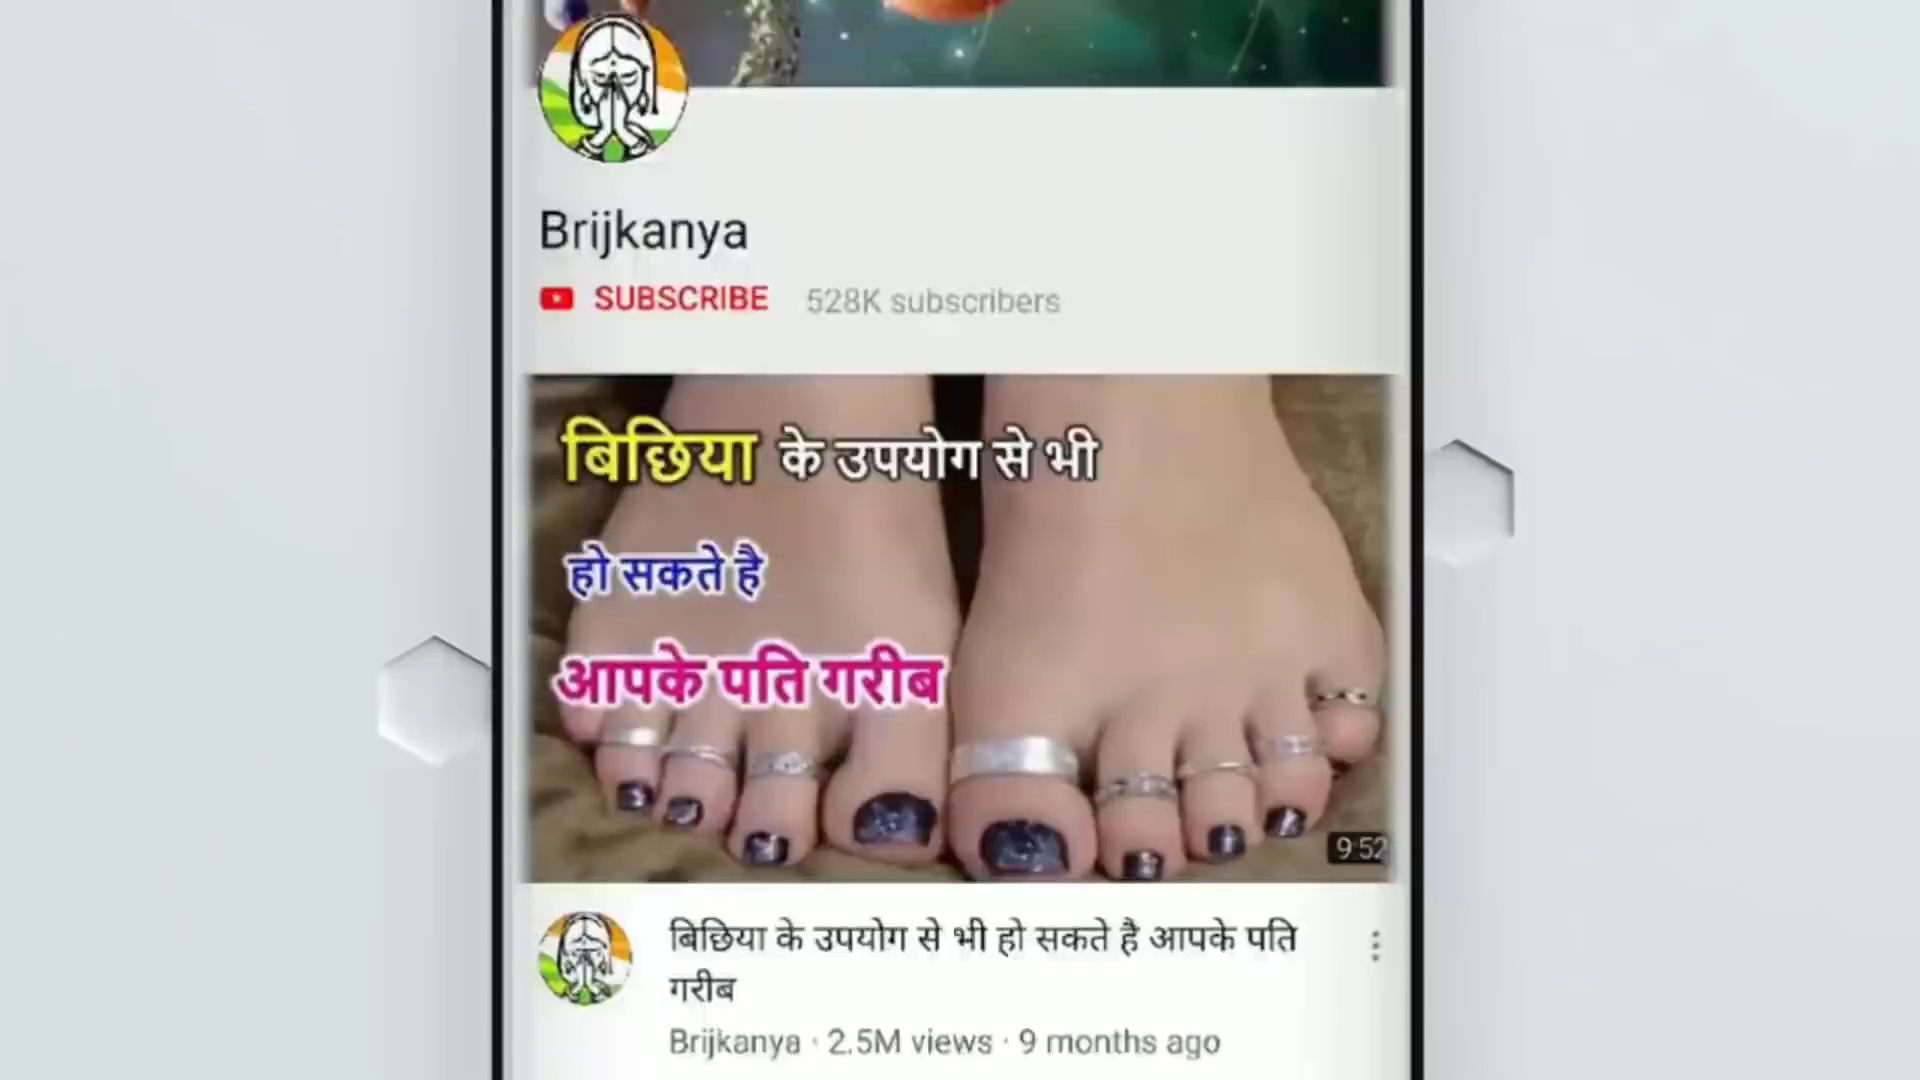 Brijkanya
SUBSCRIBE 528K subscribers
बिछिया के उपयोग से भी
हो सकते है
आपके पति गरीब
9:52
बिछिया के उपयोग से भी हो सकते है आपके पति
गरीब
Brijkanya · 2.5M views · 9 months ago